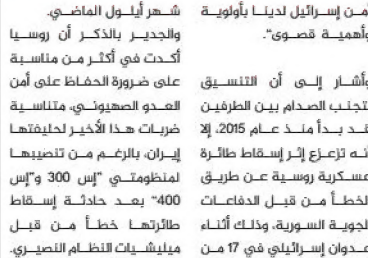 أمن إسرائيل لدينا بأولوية
وأهمية قصوى".
وأشار إلى أن التنسيق
لتجنب الصدام بين الطرفين
قد بدأ منذ عام 2015، إلا
أنه تزعزع إثر إسقاط طائرة
عسكرية روسية عن طريق
الخطأ من قبل الدفاعات
الجوية السورية، وذلك أثناء
عدوان إسرائيلي في 17 من
شهر أيلول الماضي.
والجدير بالذكر أن روسيا
أكدت في أكثر من مناسبة
على ضرورة الحفاظ على أمن
العدو الصهيوني، متناسية
ضربات هذا الأخير لحليفتها
إيران، بالرغم من تنصيبها
لمنظومتي "إس 300 و"إس
400" بعد حادثة إسقاط
طائرتها خطأ من قبل
ميليشيات النظام النصيري.